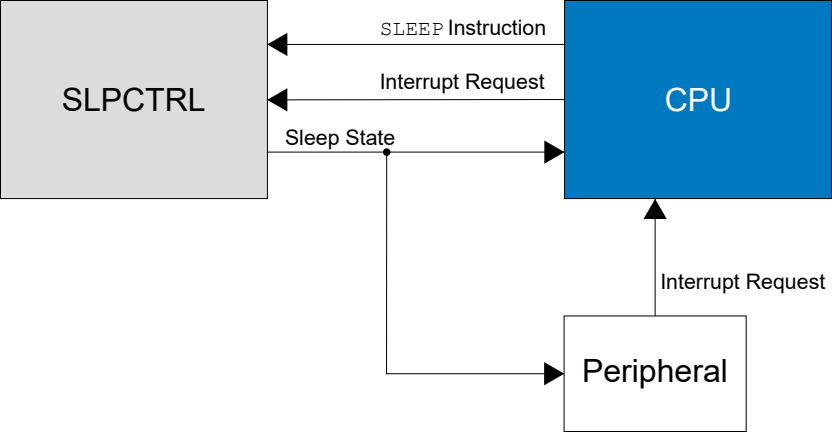 SLEEP Instruction
SLPCTRL
Interrupt Request
CPU
Sleep State
Interrupt Request
Peripheral